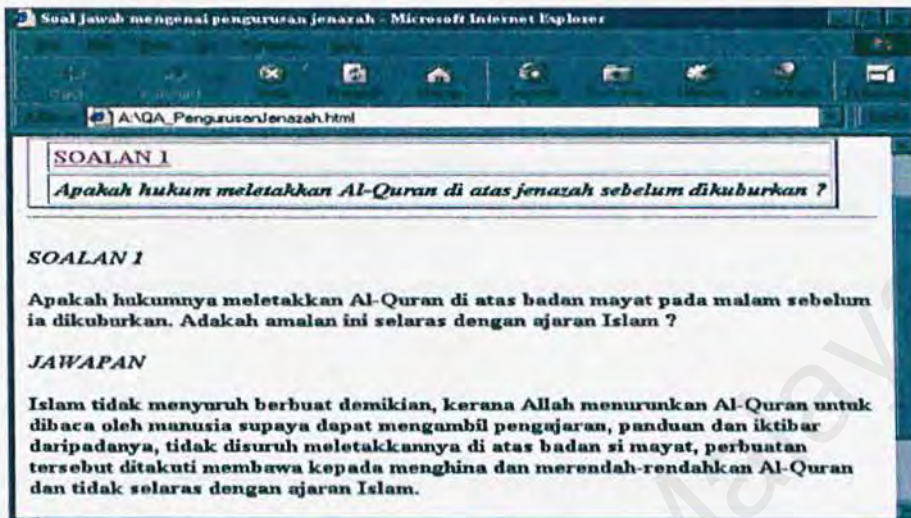 Soal jawab mengenai pengurusan jenazah - Microsoft Internet Explorer
A:\QA_PengurusanJenazah.html
SOALAN 1
Apakah hukum meletakkan Al-Quran di atas jenazah sebelum dikuburkan ?
SOALAN 1
Apakah hukumnya meletakkan Al-Quran di atas badan mayat pada malam sebelum
ia dikuburkan. Adakah amalan ini selaras dengan ajaran Islam ?
JAWAPAN
Islam tidak menyuruh berbuat demikian, kerana Allah menurunkan Al-Quran untuk
dibaca oleh manusia supaya dapat mengambil pengajaran, panduan dan iktibar
daripadanya, tidak disuruh meletakkannya di atas badan si mayat, perbuatan
tersebut ditakuti membawa kepada menghina dan merendah-rendahkan Al-Quran
dan tidak selaras dengan ajaran Islam.